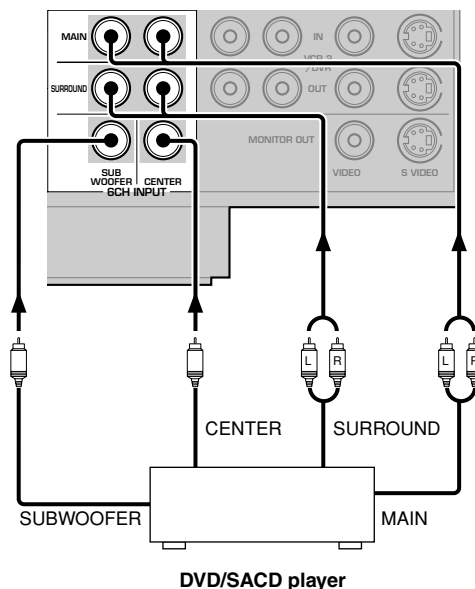 MAIN
IN
VCR 2
/DVR
SURROUND
OUT
MONITOR OUT
SUB
WOOFER
CENTER
VIDEO
S VIDEO
6CH INPUT
L
R
L
R
CENTER
SURROUND
SUBWOOFER
MAIN
DVD/SACD player